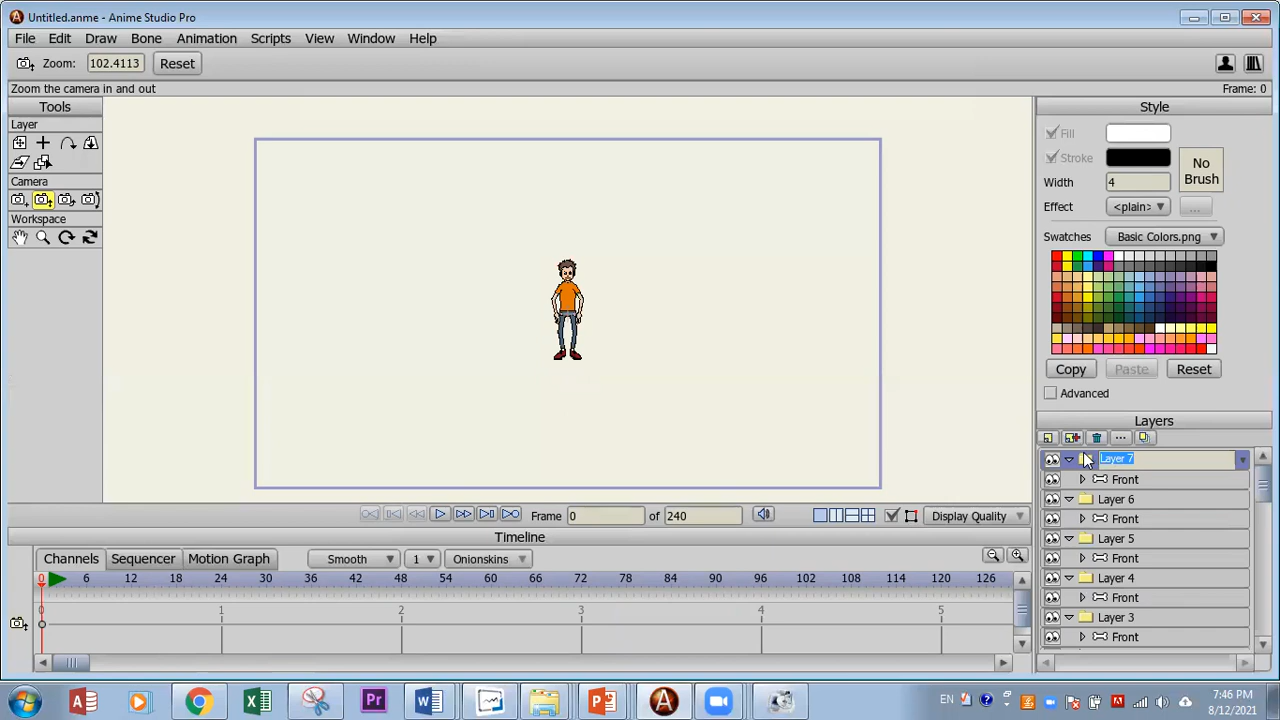 Untitled.anme - Anime Studio Pro
File Edit Draw Bone Animation Scripts View Window Help
Zoom: 102.4113 Reset
Zoom the camera in and out Frame: 0
Tools
Layer
Camera
Workspace
Style
Fill
Stroke
No Brush
Width 4
Effect <plain> ...
Swatches Basic Colors.png
Copy Paste Reset
Advanced
Layers
Layer 7
Front
Layer 6
Front
Layer 5
Front
Layer 4
Front
Layer 3
Front
Frame 0 of 240 Display Quality
Timeline
Channels Sequencer Motion Graph Smooth 1 Onionskins
0 6 12 18 24 30 36 42 48 54 60 66 72 78 84 90 96 102 108 114 120 126
0 1 2 3 4 5
EN 7:46 PM
8/12/2021